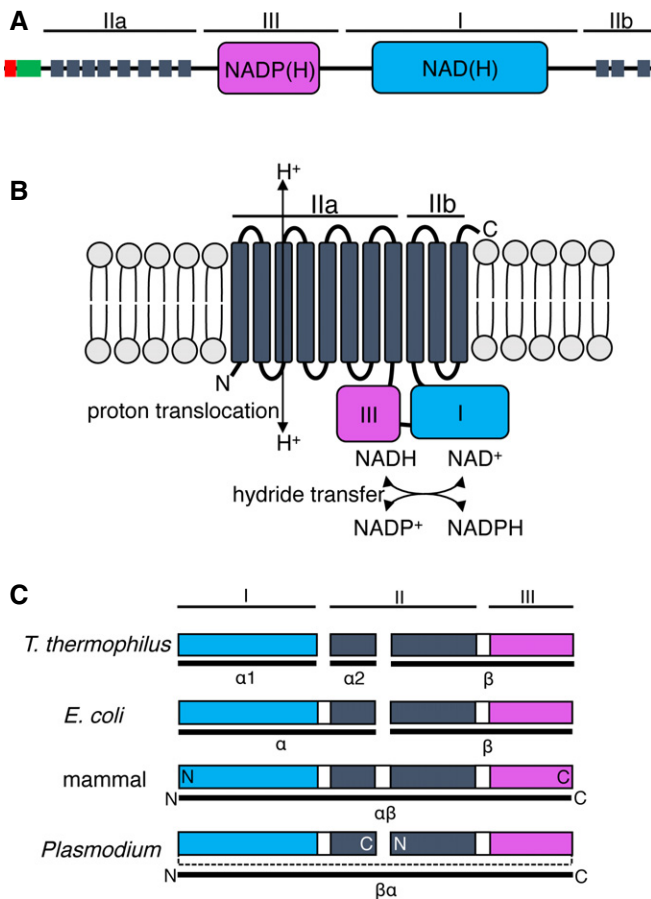 A
IIa III I IIb
NADP(H) NAD(H)
B
H⁺
IIa IIb
C
N
proton translocation
H⁺
III I
NADH NAD⁺
hydride transfer
NADP⁺ NADPH
C
I II III
T. thermophilus
α1 α2 β
E. coli
α β
mammal N C
N C
αβ
Plasmodium C N
N C
βα